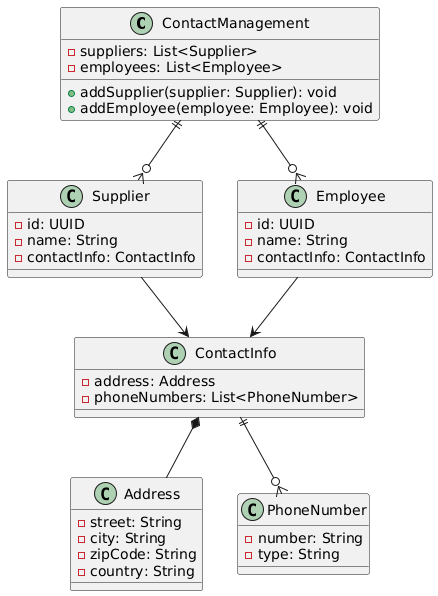 C ContactManagement
suppliers: List<Supplier>
employees: List<Employee>
addSupplier(supplier: Supplier): void
addEmployee(employee: Employee): void
C Supplier
id: UUID
name: String
contactInfo: ContactInfo
C Employee
id: UUID
name: String
contactInfo: ContactInfo
C ContactInfo
address: Address
phoneNumbers: List<PhoneNumber>
C Address
street: String
city: String
zipCode: String
country: String
C PhoneNumber
number: String
type: String